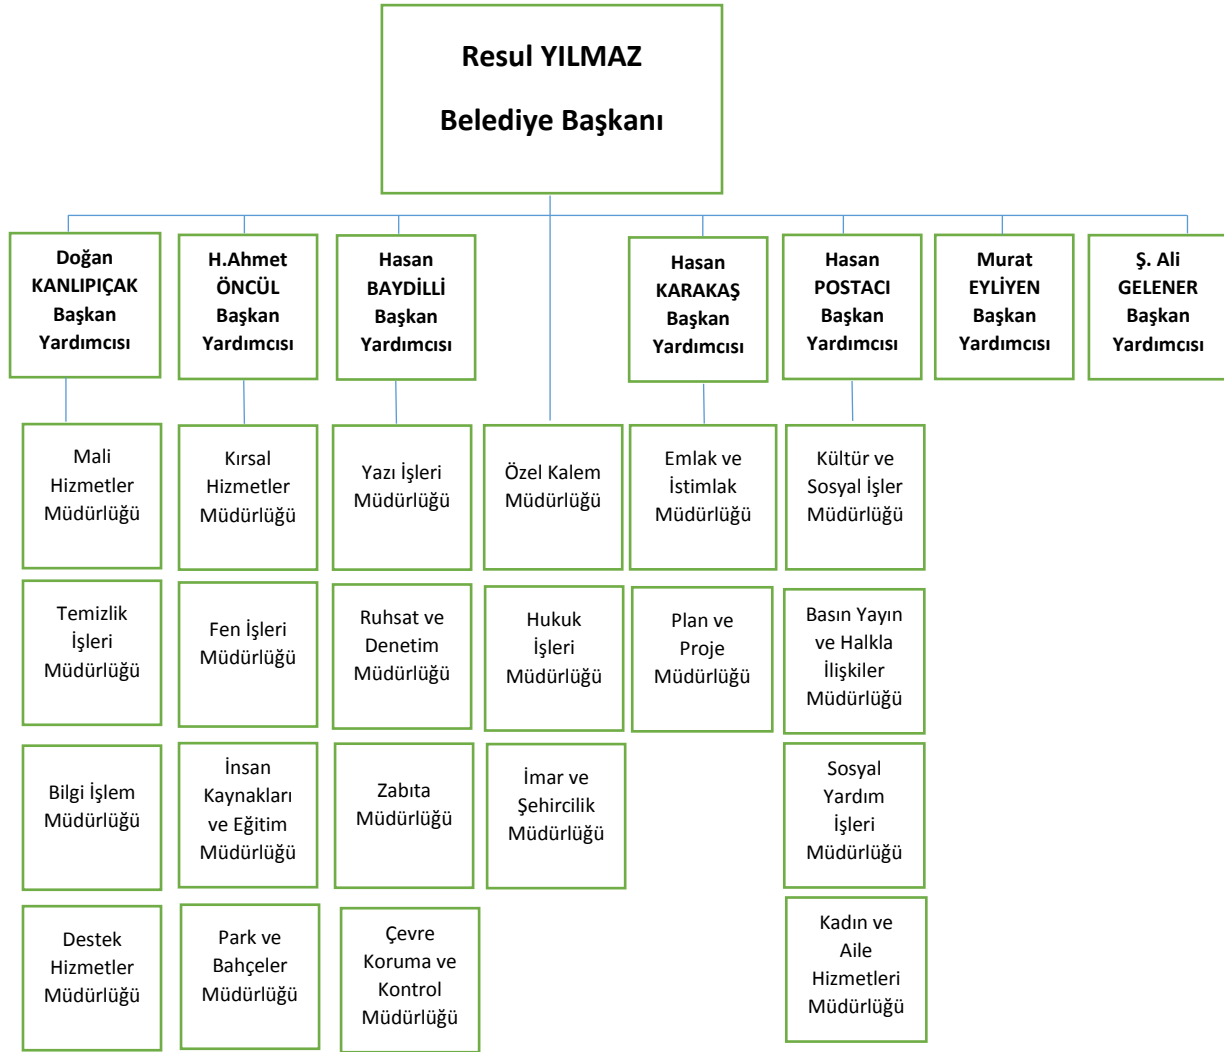 Resul YILMAZ
Belediye Başkanı
Doğan
KANLIPIÇAK
Başkan
Yardımcısı
H.Ahmet
ÖNCÜL
Başkan
Yardımcısı
Hasan
BAYDİLLİ
Başkan
Yardımcısı
Hasan
KARAKAŞ
Başkan
Yardımcısı
Hasan
POSTACI
Başkan
Yardımcısı
Murat
EYLİYEN
Başkan
Yardımcısı
Ş. Ali
GELENER
Başkan
Yardımcısı
Mali
Hizmetler
Müdürlüğü
Kırsal
Hizmetler
Müdürlüğü
Yazı İşleri
Müdürlüğü
Özel Kalem
Müdürlüğü
Emlak ve
İstimlak
Müdürlüğü
Kültür ve
Sosyal İşler
Müdürlüğü
Temizlik
İşleri
Müdürlüğü
Fen İşleri
Müdürlüğü
Ruhsat ve
Denetim
Müdürlüğü
Hukuk
İşleri
Müdürlüğü
Plan ve
Proje
Müdürlüğü
Basın Yayın
ve Halkla
İlişkiler
Müdürlüğü
Bilgi İşlem
Müdürlüğü
İnsan
Kaynakları
ve Eğitim
Müdürlüğü
Zabıta
Müdürlüğü
İmar ve
Şehircilik
Müdürlüğü
Sosyal
Yardım
İşleri
Müdürlüğü
Destek
Hizmetler
Müdürlüğü
Park ve
Bahçeler
Müdürlüğü
Çevre
Koruma ve
Kontrol
Müdürlüğü
Kadın ve
Aile
Hizmetleri
Müdürlüğü